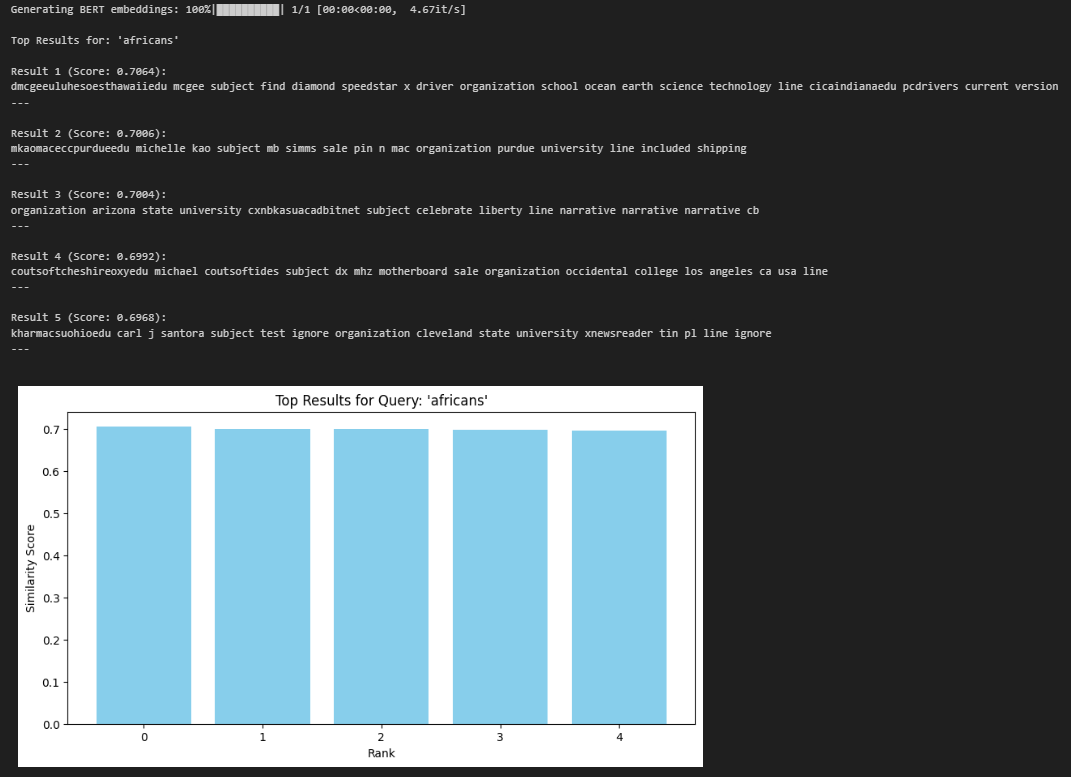 Generating BERT embeddings: 100%|██████████| 1/1 [00:00<00:00,  4.67it/s]
Top Results for: 'africans'
Result 1 (Score: 0.7064):
dmcgeeuluhesoesthawaiiedu mcgee subject find diamond speedstar x driver organization school ocean earth science technology line cicaindianaedu pcdrivers current version
---
Result 2 (Score: 0.7006):
mkaomaceccpurdueedu michelle kao subject mb simms sale pin n mac organization purdue university line included shipping
---
Result 3 (Score: 0.7004):
organization arizona state university cxnbkasuacadbitnet subject celebrate liberty line narrative narrative narrative cb
---
Result 4 (Score: 0.6992):
coutsoftcheshireoxyedu michael coutsoftides subject dx mhz motherboard sale organization occidental college los angeles ca usa line
---
Result 5 (Score: 0.6968):
kharmacsuohioedu carl j santora subject test ignore organization cleveland state university xnewsreader tin pl line ignore
---
Top Results for Query: 'africans'
0.7
0.6
0.5
0.4
0.3
0.2
0.1
0.0
Similarity Score
0 1 2 3 4
Rank